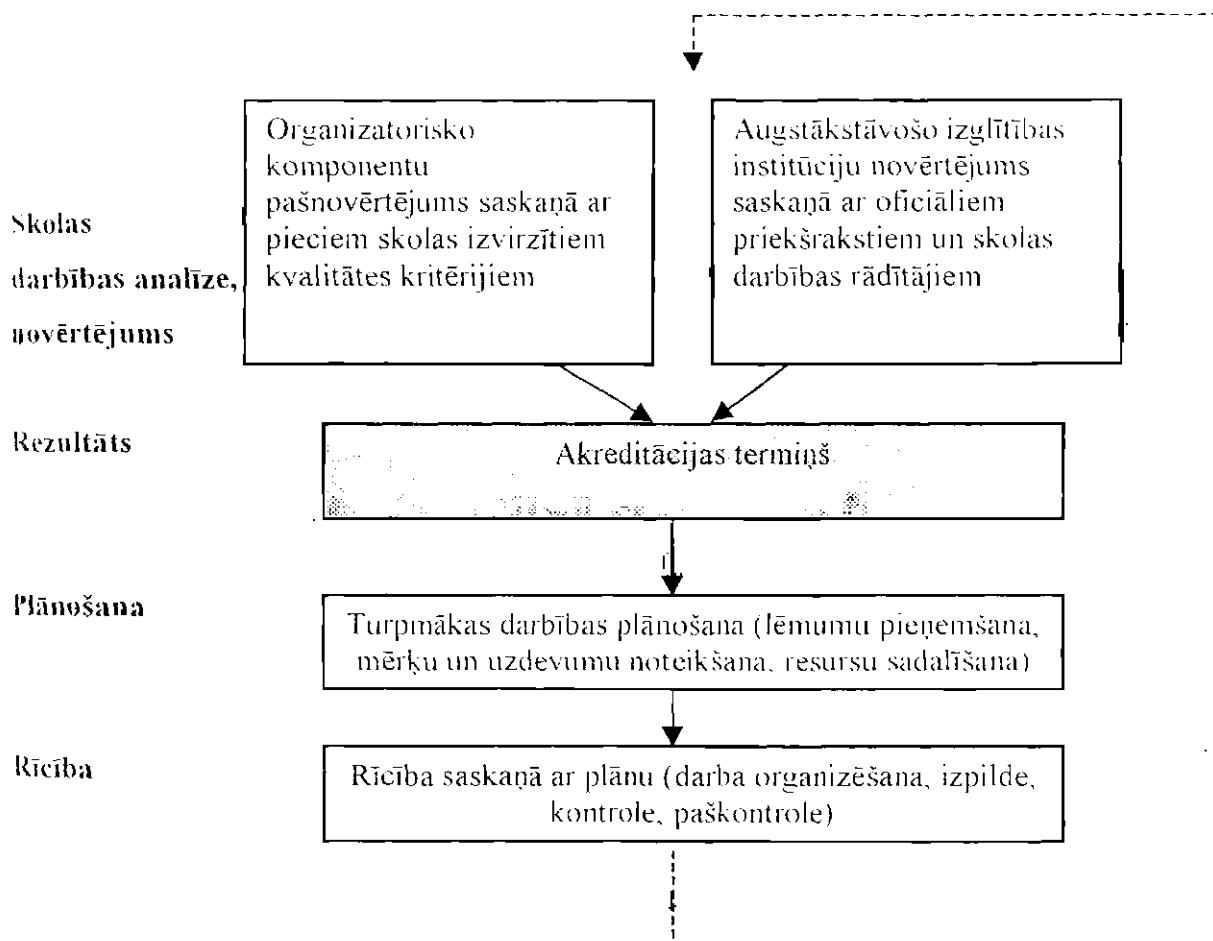 Organizatorisko
komponentu
pašnovērtējums saskaņā ar
pieciem skolas izvirzītiem
kvalitātes kritērijiem
Augstākstāvošo izglītības
institūciju novērtējums
saskaņā ar oficiāliem
priekšrakstiem un skolas
darbības rādītājiem
Skolas
darbības analīze,
novērtējums
Rezultāts
Akreditācijas termiņš
Plānošana
Turpmākas darbības plānošana (lēmumu pieņemšana,
mērķu un uzdevumu noteikšana, resursu sadalīšana)
Rīcība
Rīcība saskaņā ar plānu (darba organizēšana, izpilde,
kontrole, paškontrole)